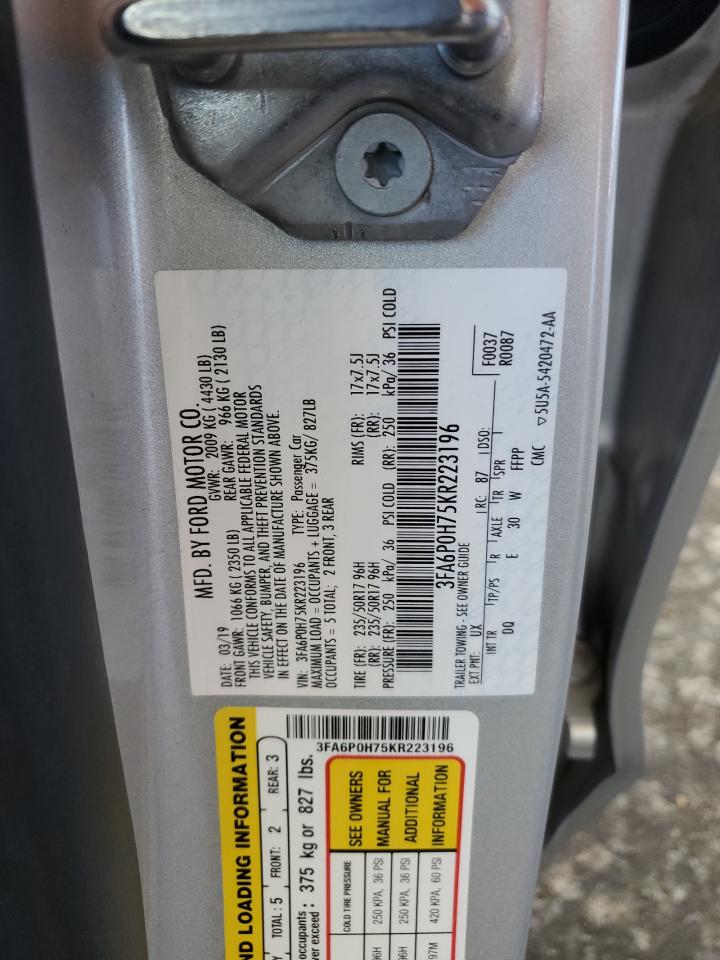 MFD. BY FORD MOTOR CO.
DATE: 03/19 GVWR: 2009 KG ( 4430 LB)
FRONT GAWR: 1066 KG (2350 LB) REAR GAWR: 966 KG ( 2130 LB)
THIS VEHICLE CONFORMS TO ALL APPLICABLE FEDERAL MOTOR
VEHICLE SAFETY, BUMPER, AND THEFT PREVENTION STANDARDS
IN EFFECT ON THE DATE OF MANUFACTURE SHOWN ABOVE.
VIN: 3FA6P0H75KR223196 TYPE: Passenger Car
MAXIMUM LOAD = OCCUPANTS + LUGGAGE = 375KG/ 827LB
OCCUPANTS = 5 TOTAL; 2 FRONT, 3 REAR
TIRE (FR): 235/50R17 96H RIMS (FR): 17x7.5J
(RR): 235/50R17 96H (RR): 17x7.5J
PRESSURE (FR): 250 kPa/ 36 PSI COLD (RR): 250 kPa/ 36 PSI COLD
3FA6P0H75KR223196
TRAILER TOWING - SEE OWNER GUIDE
F0037
EXT PNT: UX RC: 87 DSO: R0087
INT TR TP/PS R AXLE TR SPR
DQ E 30 W FFPP
CMC ▽5U5A-5420472-AA
ND LOADING INFORMATION
TOTAL: 5 FRONT: 2 REAR: 3
occupants
ver exceed : 375 kg or 827 lbs.
3FA6P0H75KR223196
COLD TIRE PRESSURE
96H 250 KPA, 36 PSI
96H 250 KPA, 36 PSI
97M 420 KPA, 60 PSI
SEE OWNERS
MANUAL FOR
ADDITIONAL
INFORMATION